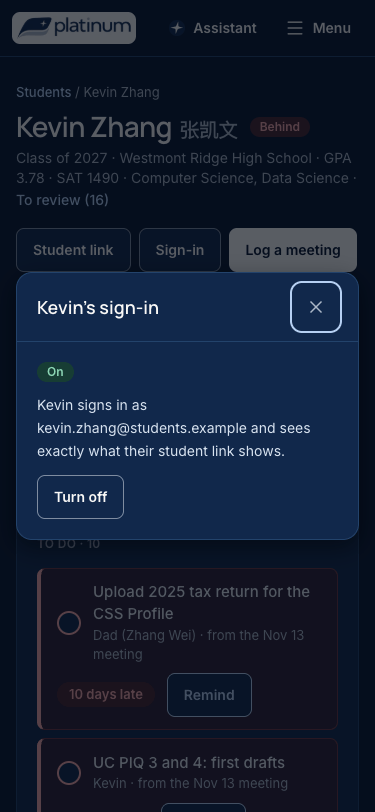 platinum
Assistant
Menu
Students / Kevin Zhang
Kevin Zhang 张凯文 Behind
Class of 2027 · Westmont Ridge High School · GPA
3.78 · SAT 1490 · Computer Science, Data Science ·
To review (16)
Student link
Sign-in
Log a meeting
Kevin's sign-in
On
Kevin signs in as
kevin.zhang@students.example and sees
exactly what their student link shows.
Turn off
To do · 10
Upload 2025 tax return for the
CSS Profile
Dad (Zhang Wei) · from the Nov 13
meeting
10 days late
Remind
UC PIQ 3 and 4: first drafts
Kevin · from the Nov 13 meeting